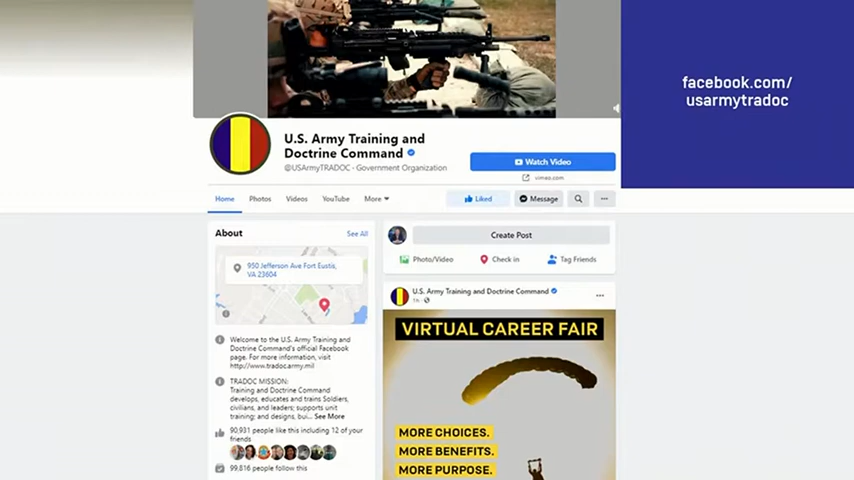 facebook.com/
usarmytradoc
U.S. Army Training and
Doctrine Command
@USArmyTRADOC · Government Organization
Watch Video
vimeo.com
Home
Photos
Videos
YouTube
More
Liked
Message
About
See All
950 Jefferson Ave Fort Eustis,
VA 23604
Welcome to the U.S. Army Training and
Doctrine Command's official Facebook
page. For more information, visit
http://www.tradoc.army.mil
TRADOC MISSION:
Training and Doctrine Command
develops, educates and trains Soldiers,
civilians, and leaders; supports unit
training; and designs, bui... See More
90,931 people like this including 12 of your
friends
99,816 people follow this
Create Post
Photo/Video
Check in
Tag Friends
U.S. Army Training and Doctrine Command
1h
VIRTUAL CAREER FAIR
MORE CHOICES.
MORE BENEFITS.
MORE PURPOSE.